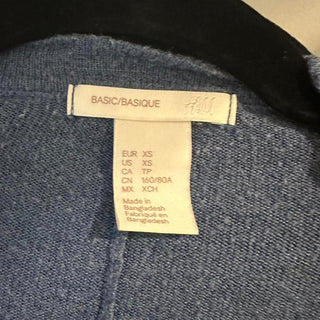 BASIC/BASIQUE H&M
EUR XS
US XS
CA TP
CN 160/80A
MX XCH
Made in
Bangladesh
Fabriqué en
Bangladesh